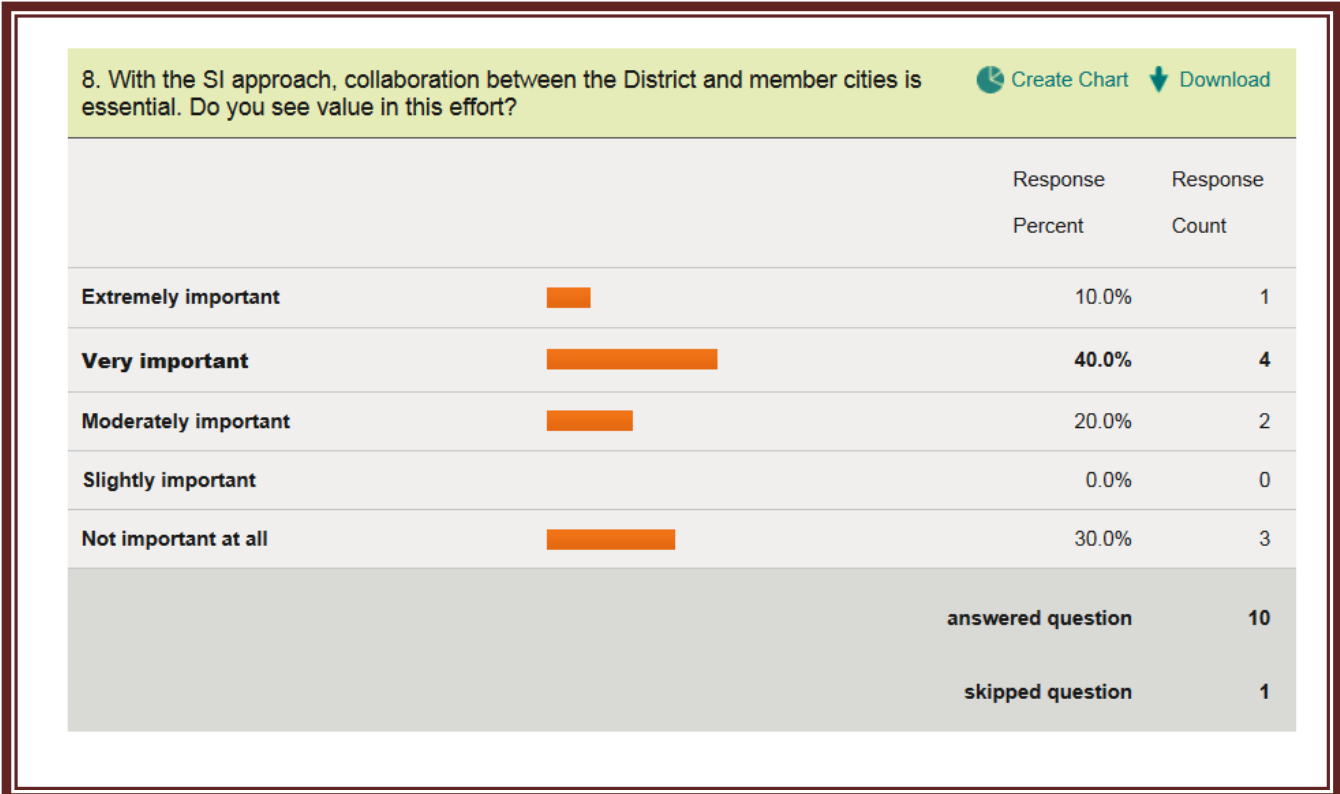 8. With the SI approach, collaboration between the District and member cities is
essential. Do you see value in this effort?
Create Chart Download
Response Response
Percent Count
Extremely important 10.0% 1
Very important 40.0% 4
Moderately important 20.0% 2
Slightly important 0.0% 0
Not important at all 30.0% 3
answered question 10
skipped question 1